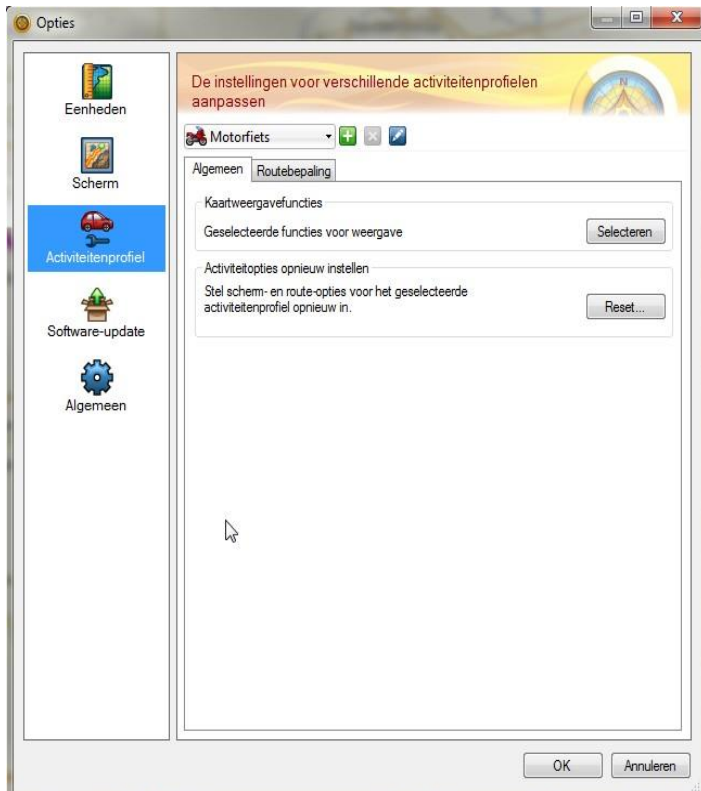 Opties
Eenheden
Scherm
Activiteitenprofiel
Software-update
Algemeen
De instellingen voor verschillende activiteitenprofielen
aanpassen
N
Motorfiets
Algemeen Routebepaling
Kaartweergavefuncties
Geselecteerde functies voor weergave Selecteren
Activiteitopties opnieuw instellen
Stel scherm- en route-opties voor het geselecteerde
activiteitenprofiel opnieuw in.
Reset...
OK Annuleren